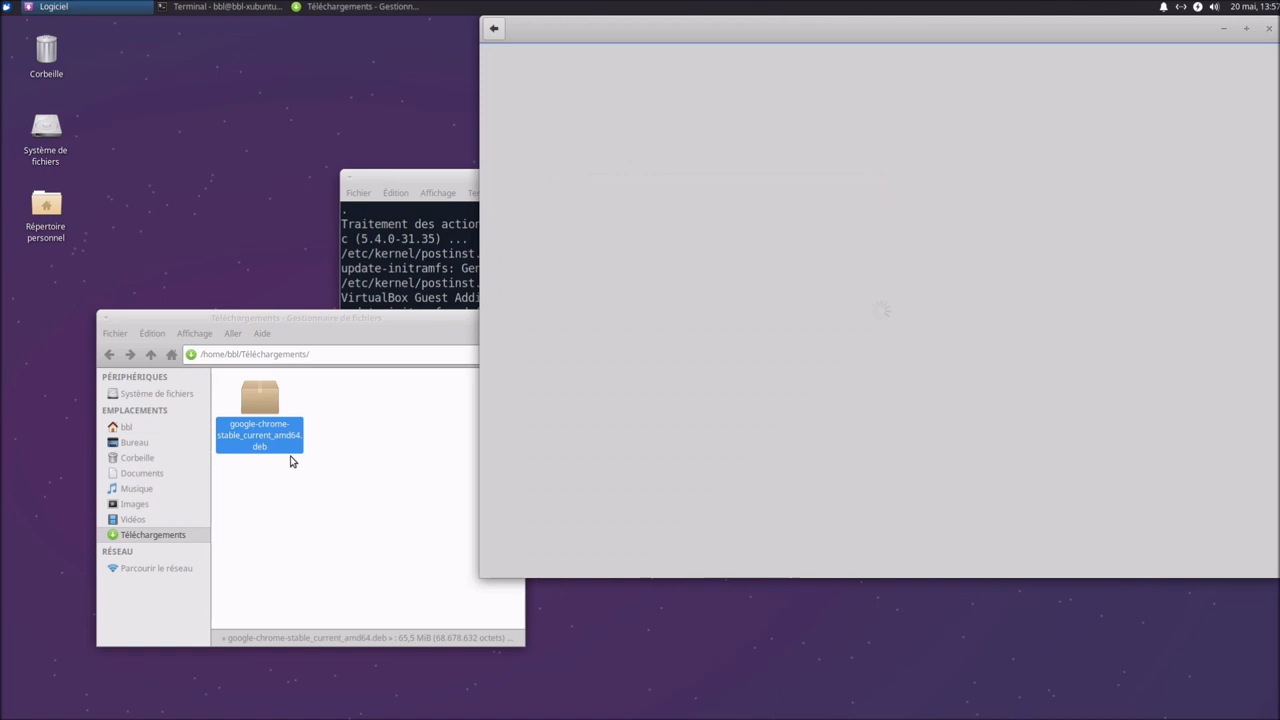 Logiciel
Terminal - bbl@bbl-xubuntu...
Téléchargements - Gestionn...
20 mai, 13:57
Corbeille
Système de
fichiers
Répertoire
personnel
Fichier Édition Affichage
.
Traitement des action
c (5.4.0-31.35) ...
/etc/kernel/postinst.
update-initramfs: Gen
/etc/kernel/postinst.
VirtualBox Guest Addi
Téléchargements - Gestionnaire de fichiers
Fichier Édition Affichage Aller Aide
/home/bbl/Téléchargements/
PÉRIPHÉRIQUES
Système de fichiers
EMPLACEMENTS
bbl
Bureau
Corbeille
Documents
Musique
Images
Vidéos
Téléchargements
RÉSEAU
Parcourir le réseau
google-chrome-
stable_current_amd64.
deb
« google-chrome-stable_current_amd64.deb » : 65,5 MiB (68.678.632 octets) ...